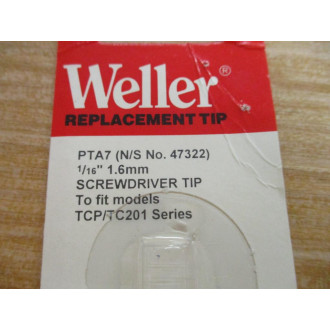 Weller®
REPLACEMENT TIP
PTA7 (N/S No. 47322)
1/16" 1.6mm
SCREWDRIVER TIP
To fit models
TCP/TC201 Series